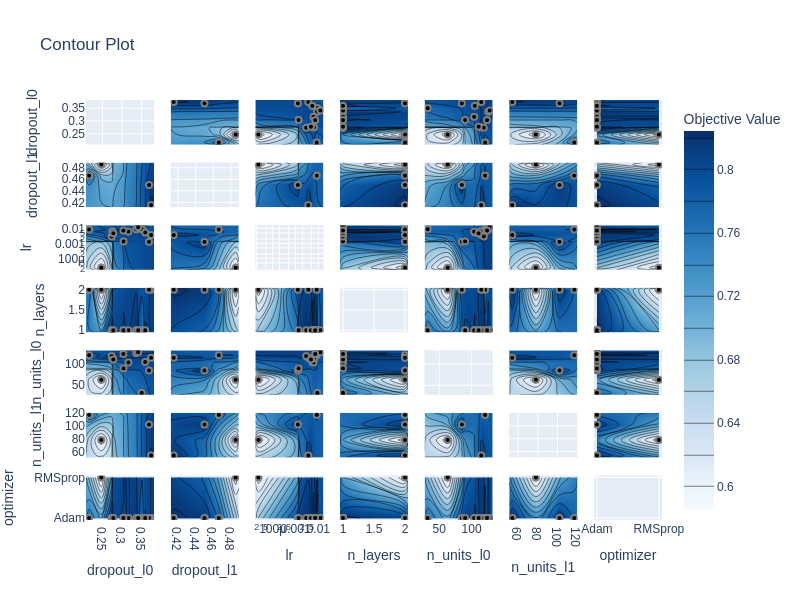 Contour Plot
Objective Value
dropout_l0
0.35
0.3
0.25
dropout_l1
0.48
0.46
0.44
0.42
lr
0.01
0.001
n_layers
2
1.5
1
n_units_l0
100
50
n_units_l1
120
100
80
60
optimizer
RMSprop
Adam
0.8
0.76
0.72
0.68
0.64
0.6
0.25
0.3
0.35
0.42
0.44
0.46
0.48
0.01
1
1.5
2
50
100
60
80
100
120
Adam
RMSprop
dropout_l0
dropout_l1
lr
n_layers
n_units_l0
n_units_l1
optimizer